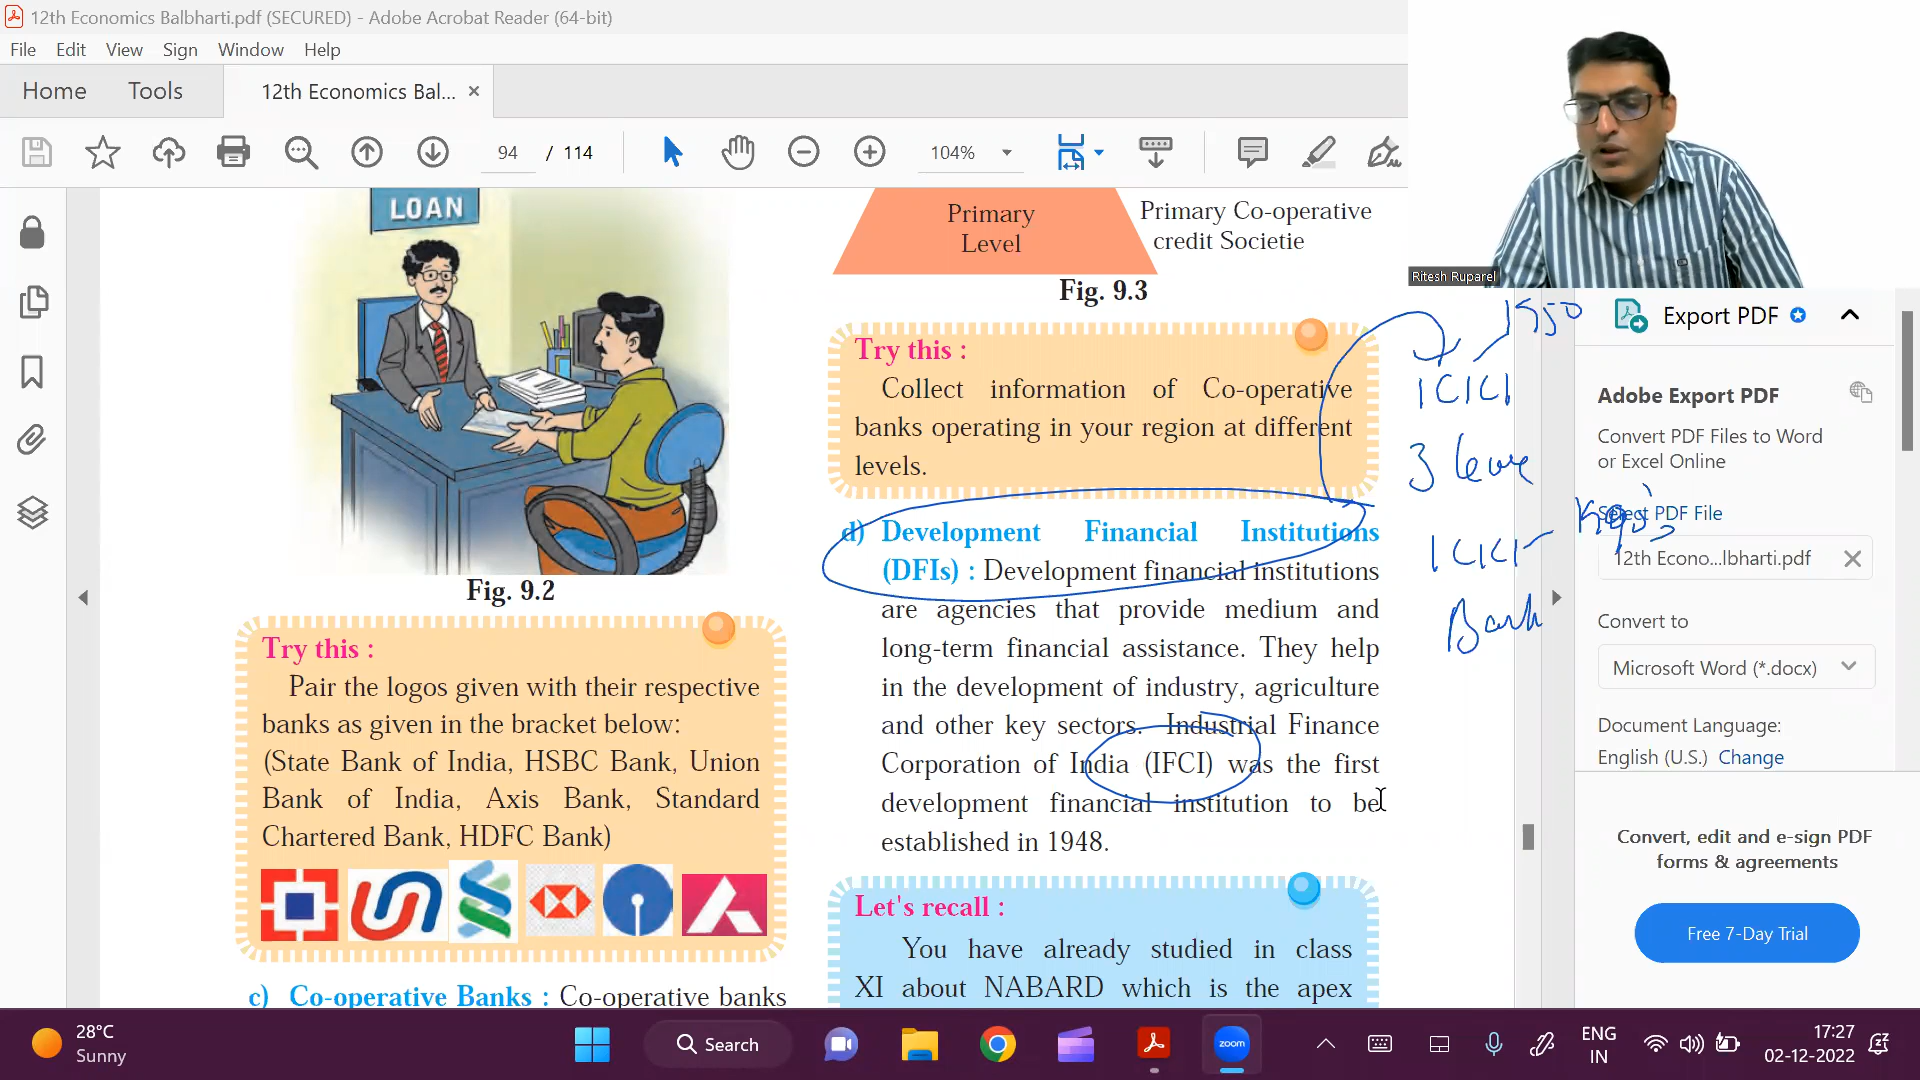 12th Economics Balbharti.pdf (SECURED) - Adobe Acrobat Reader (64-bit)
File Edit View Sign Window Help
Home Tools 12th Economics Bal... ×
94 / 114 104%
LOAN
Fig. 9.2
Try this :
Pair the logos given with their respective
banks as given in the bracket below:
(State Bank of India, HSBC Bank, Union
Bank of India, Axis Bank, Standard
Chartered Bank, HDFC Bank)
c) Co-operative Banks : Co-operative banks
Primary
Level
Primary Co-operative
credit Societie
Fig. 9.3
Try this :
Collect information of Co-operative
banks operating in your region at different
levels.
d) Development Financial Institutions
(DFIs) : Development financial institutions
are agencies that provide medium and
long-term financial assistance. They help
in the development of industry, agriculture
and other key sectors. Industrial Finance
Corporation of India (IFCI) was the first
development financial institution to be
established in 1948.
Let's recall :
You have already studied in class
XI about NABARD which is the apex
1950
ICICI
3
ICICI
Bank
Ritesh Ruparel
Export PDF
Adobe Export PDF
Convert PDF Files to Word
or Excel Online
Select PDF File
12th Econo...lbharti.pdf
Convert to
Microsoft Word (*.docx)
Document Language:
English (U.S.) Change
Convert, edit and e-sign PDF
forms & agreements
Free 7-Day Trial
28°C
Sunny
Search
zoom
ENG
IN
17:27
02-12-2022